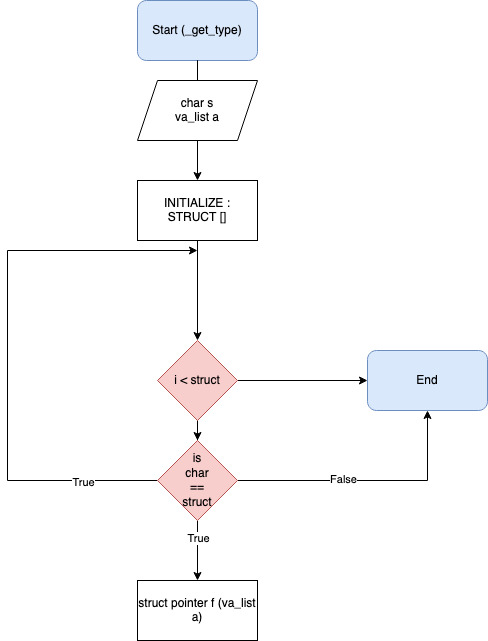 Start (_get_type)
char s
va_list a
INITIALIZE :
STRUCT []
i < struct
End
is
char
==
struct
True
False
True
struct pointer f (va_list
a)